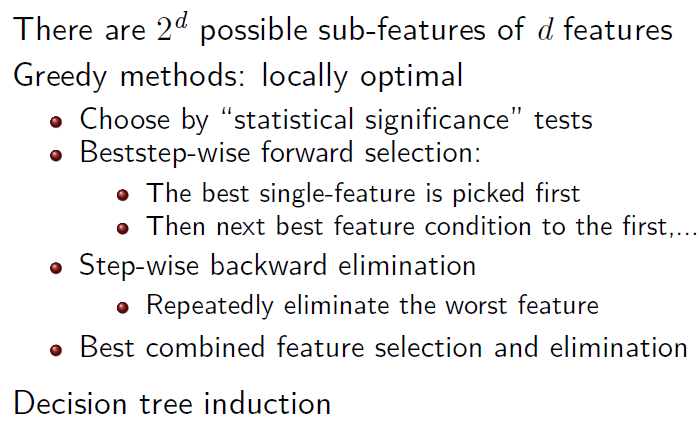 There are 2^d possible sub-features of d features
Greedy methods: locally optimal
Choose by “statistical significance” tests
Beststep-wise forward selection:
The best single-feature is picked first
Then next best feature condition to the first,...
Step-wise backward elimination
Repeatedly eliminate the worst feature
Best combined feature selection and elimination
Decision tree induction